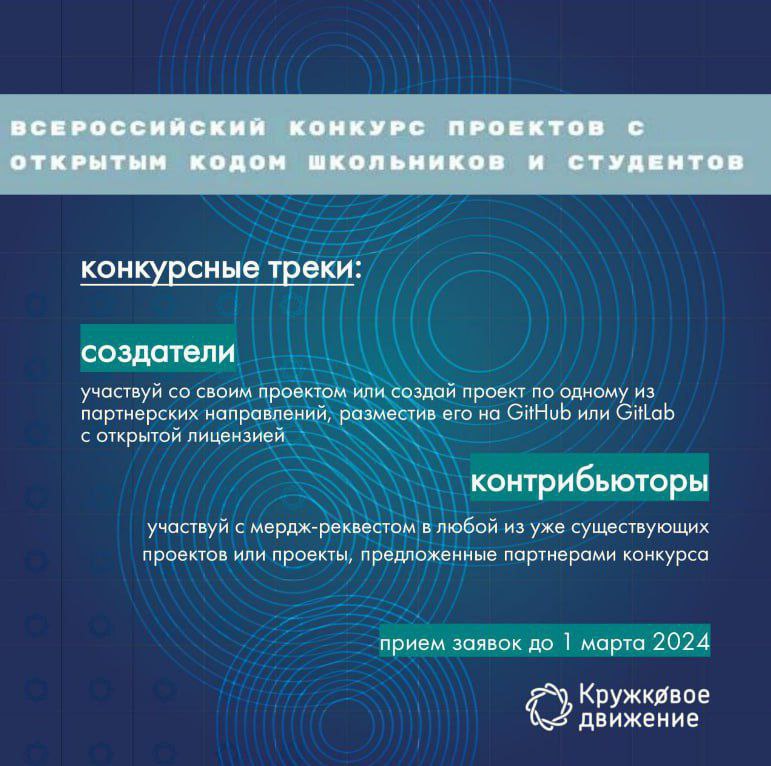 ВСЕРОССИЙСКИЙ КОНКУРС ПРОЕКТОВ С
ОТКРЫТЫМ КОДОМ ШКОЛЬНИКОВ И СТУДЕНТОВ
конкурсные треки:
создатели
участвуй со своим проектом или создай проект по одному из
партнерских направлений, разместив его на GitHub или GitLab
с открытой лицензией
контрибьюторы
участвуй с мердж-реквестом в любой из уже существующих
проектов или проекты, предложенные партнерами конкурса
прием заявок до 1 марта 2024
Кружковое
движение